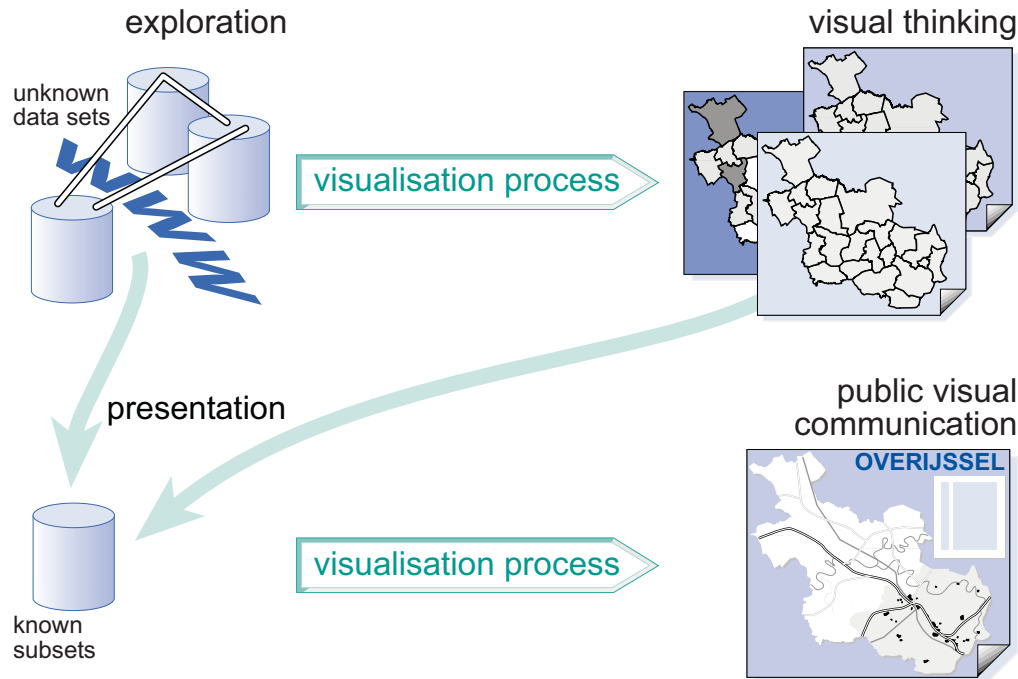 exploration
visual thinking
unknown
data sets
visualisation process
presentation
public visual
communication
OVERIJSSEL
visualisation process
known
subsets